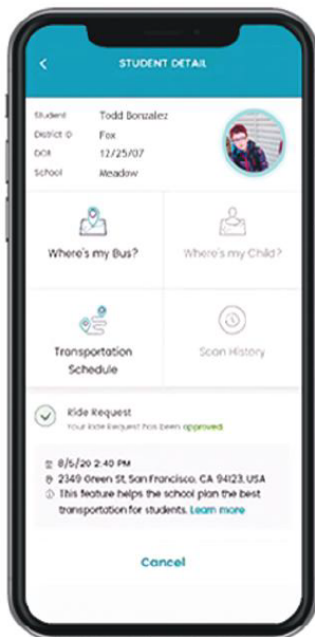 STUDENT DETAIL
Student Todd Bonzalez
District ID Fox
DOB 12/25/07
School Meadow
Where's my Bus?
Where's my Child?
Transportation
Schedule
Scan History
Ride Request
Your Ride Request has been approved
8/5/20 2:40 PM
2349 Green St, San Francisco, CA 94123, USA
This feature helps the school plan the best
transportation for students. Learn more
Cancel